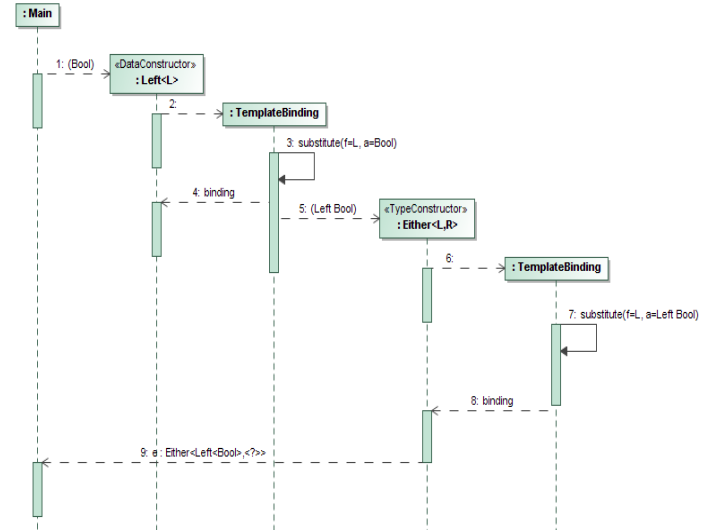 : Main
1: (Bool)
«DataConstructor»
: Left<L>
2:
: TemplateBinding
3: substitute(f=L, a=Bool)
4: binding
5: (Left Bool)
«TypeConstructor»
: Either<L,R>
6:
: TemplateBinding
7: substitute(f=L, a=Left Bool)
8: binding
9: e : Either<Left<Bool>,<?>>